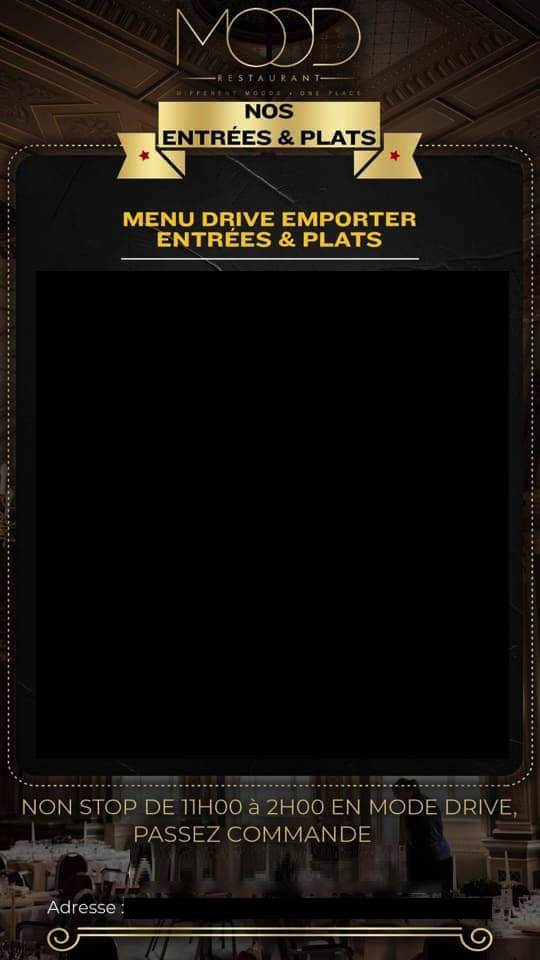 MOOD
RESTAURANT
DIFFERENT MOODS • ONE PLACE
NOS
ENTRÉES & PLATS
MENU DRIVE EMPORTER
ENTRÉES & PLATS
NON STOP DE 11H00 à 2H00 EN MODE DRIVE,
PASSEZ COMMANDE
Adresse :